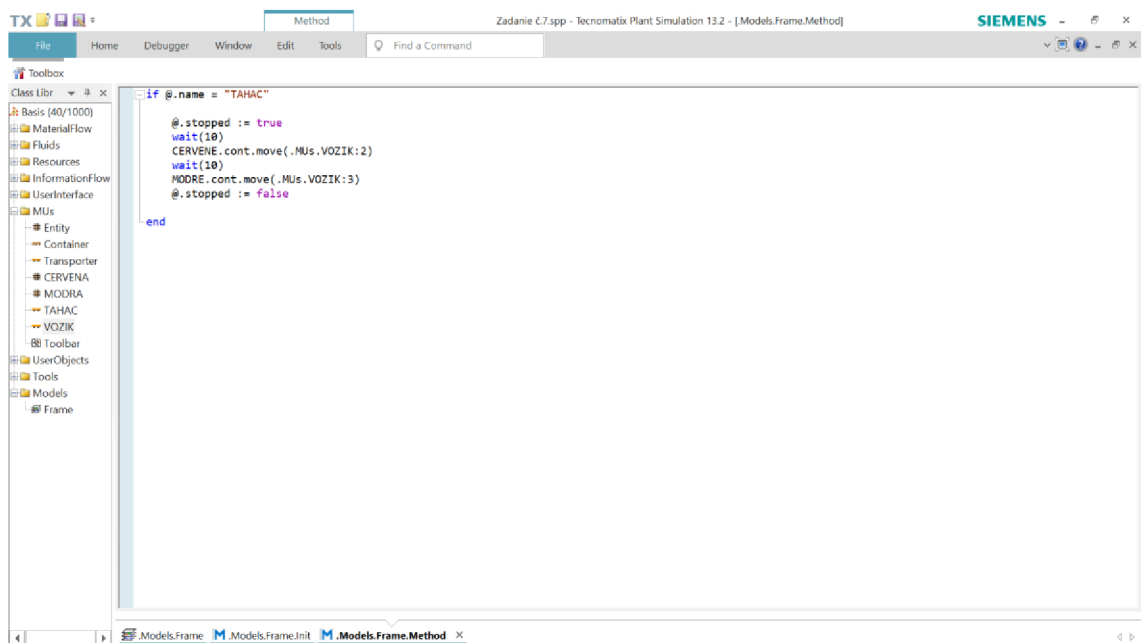 TX
Method
Zadanie č.7.spp - Tecnomatix Plant Simulation 13.2 - [.Models.Frame.Method]
SIEMENS
File Home Debugger Window Edit Tools Find a Command
Toolbox
Class Libr
Basis (40/1000)
MaterialFlow
Fluids
Resources
InformationFlow
UserInterface
MUs
Entity
Container
Transporter
CERVENA
MODRA
TAHAC
VOZIK
Toolbar
UserObjects
Tools
Models
Frame
if @.name = "TAHAC"
@.stopped := true
wait(10)
CERVENE.cont.move(.MUs.VOZIK:2)
wait(10)
MODRE.cont.move(.MUs.VOZIK:3)
@.stopped := false
end
.Models.Frame M .Models.Frame.Init M .Models.Frame.Method